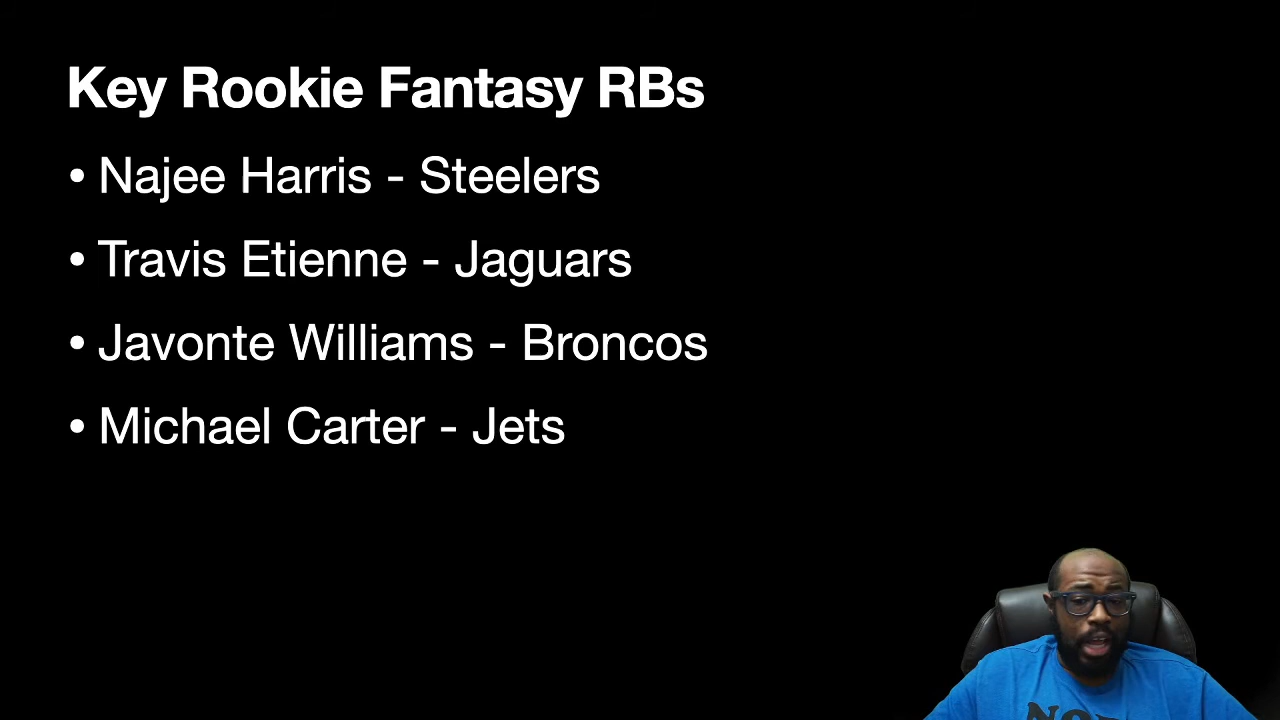 Key Rookie Fantasy RBs
• Najee Harris - Steelers
• Travis Etienne - Jaguars
• Javonte Williams - Broncos
• Michael Carter - Jets